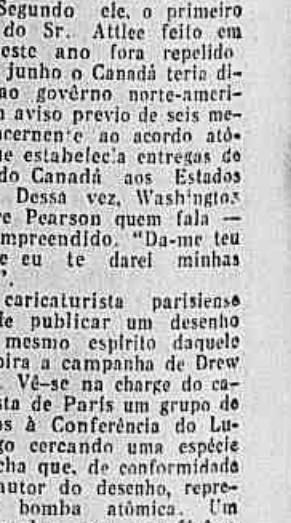 Segundo ele, o primeiro
do Sr. Attlee feito em
este ano fora repelido
junho o Canadá teria di-
ao govêrno norte-ameri-
aviso previo de seis me-
cernente ao acordo atô-
e estabelecia entregas de
do Canadá aos Estados
Dessa vez, Washington
e Pearson quem fala —
mpreendido. "Da-me teu
e eu te darei minhas
".
caricaturista parisiense
de publicar um desenho
mesmo espirito daquele
pira a campanha de Drew
. Vê-se na charge do ca-
sta de Paris um grupo de
os à Conferência do Lu-
go cercando uma espécie
cha que, de conformidade
autor do desenho, repre-
bomba atômica. Um